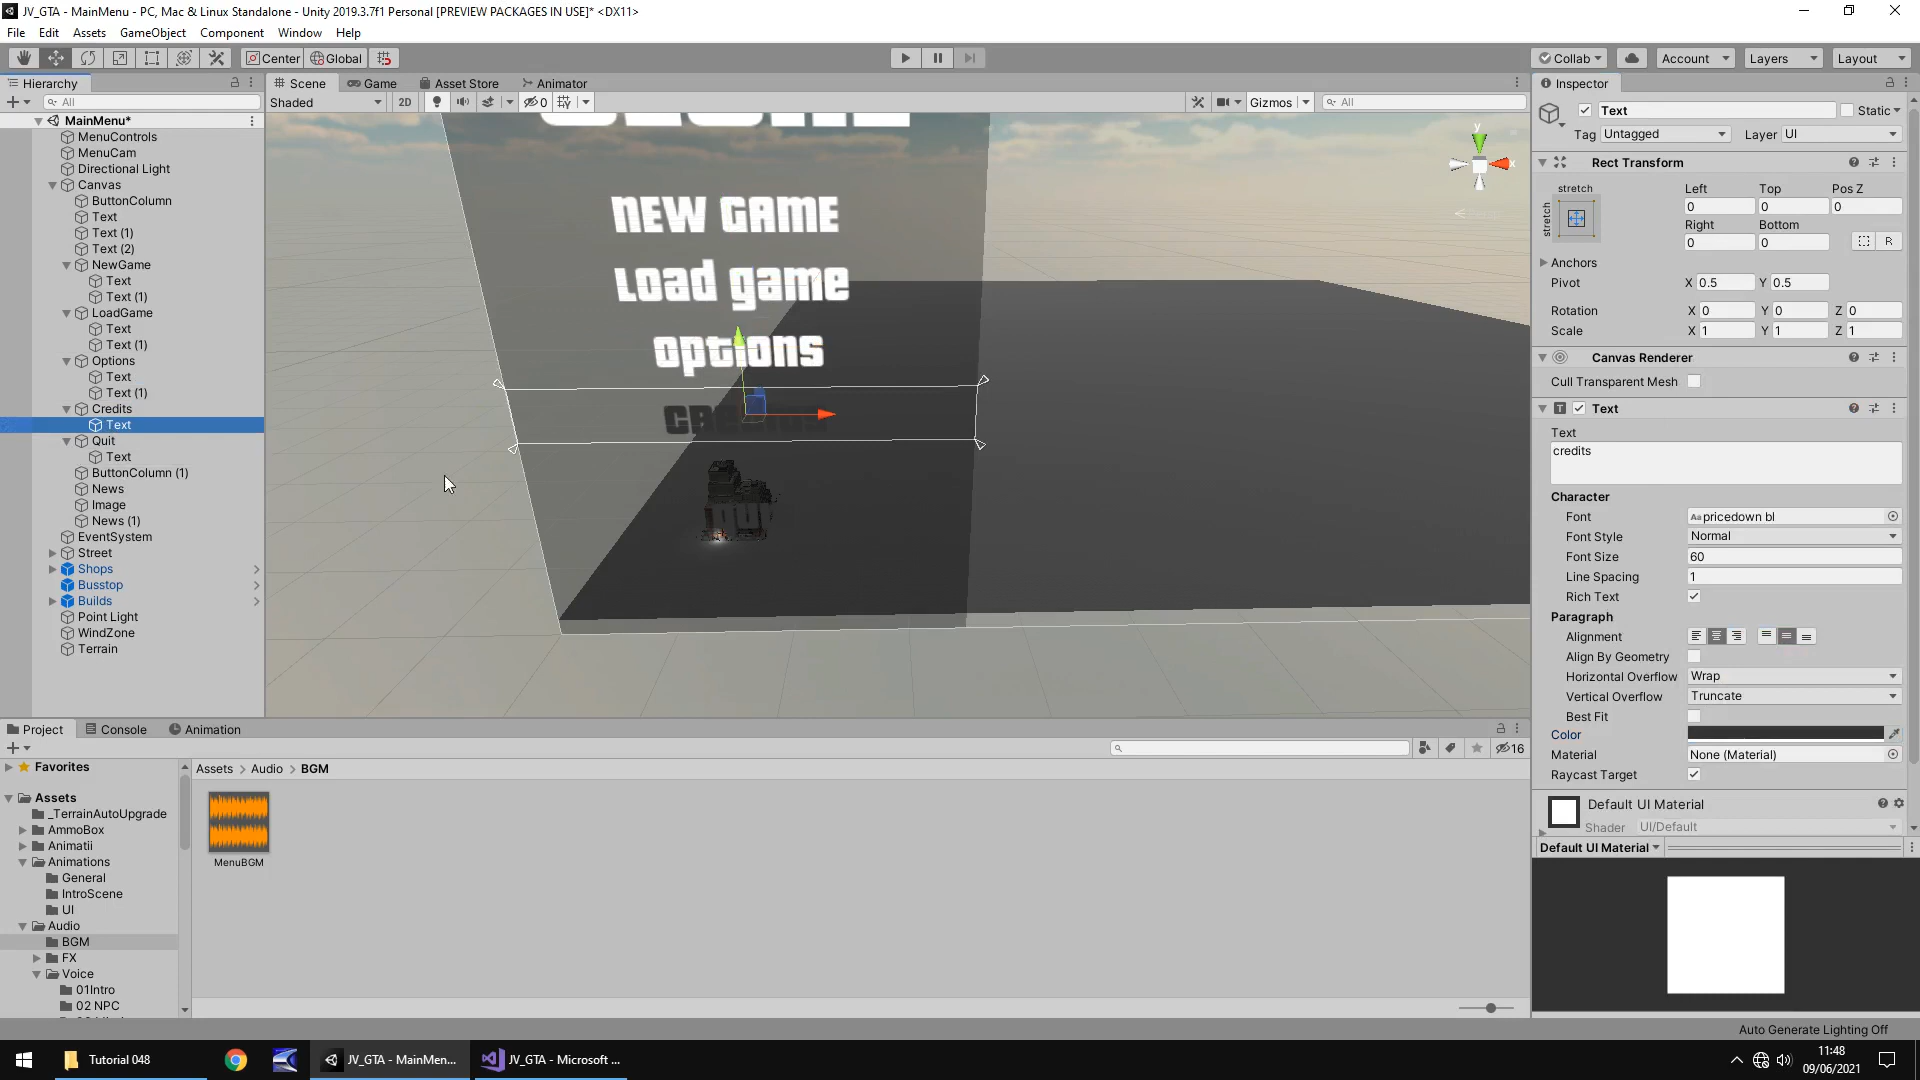 JV_GTA - MainMenu - PC, Mac & Linux Standalone - Unity 2019.3.7f1 Personal [PREVIEW PACKAGES IN USE]* <DX11>
File Edit Assets GameObject Component Window Help
Center Global Collab Account Layers Layout
Hierarchy
All
MainMenu*
MenuControls
MenuCam
Directional Light
Canvas
ButtonColumn
Text
Text (1)
Text (2)
NewGame
Text
Text (1)
LoadGame
Text
Text (1)
Options
Text
Text (1)
Credits
Text
Quit
Text
ButtonColumn (1)
News
Image
News (1)
EventSystem
Street
Shops
Busstop
Builds
Point Light
WindZone
Terrain
Scene Game Asset Store Animator
Shaded 2D 0 Gizmos All
y
x
NEW GAME
Load game
options
Inspector
Text Static
Tag Untagged Layer UI
Rect Transform
stretch
stretch
Left Top Pos Z
0 0 0
Right Bottom
0 0 R
Anchors
Pivot X 0.5 Y 0.5
Rotation X 0 Y 0 Z 0
Scale X 1 Y 1 Z 1
Canvas Renderer
Cull Transparent Mesh
Text
Text
credits
Character
Font Aa pricedown bl
Font Style Normal
Font Size 60
Line Spacing 1
Rich Text
Paragraph
Alignment
Align By Geometry
Horizontal Overflow Wrap
Vertical Overflow Truncate
Best Fit
Color
Material None (Material)
Raycast Target
Default UI Material
Shader UI/Default
Default UI Material
Project Console Animation
16
Favorites
Assets
_TerrainAutoUpgrade
AmmoBox
Animatii
Animations
General
IntroScene
UI
Audio
BGM
FX
Voice
01Intro
02 NPC
Assets > Audio > BGM
MenuBGM
Auto Generate Lighting Off
Tutorial 048
JV_GTA - MainMen...
JV_GTA - Microsoft ...
11:48
09/06/2021